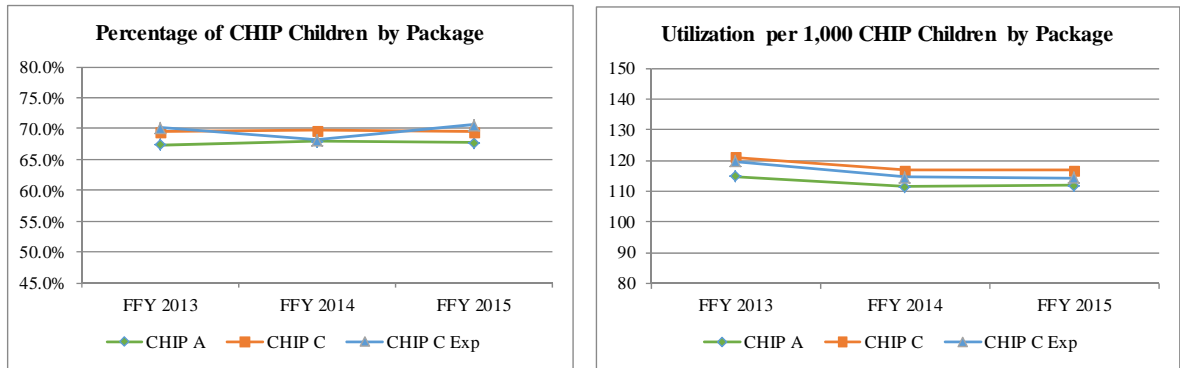 Percentage of CHIP Children by Package
80.0%
75.0%
70.0%
65.0%
60.0%
55.0%
50.0%
45.0%
FFY 2013 FFY 2014 FFY 2015
CHIP A CHIP C CHIP C Exp
Utilization per 1,000 CHIP Children by Package
150
140
130
120
110
100
90
80
FFY 2013 FFY 2014 FFY 2015
CHIP A CHIP C CHIP C Exp